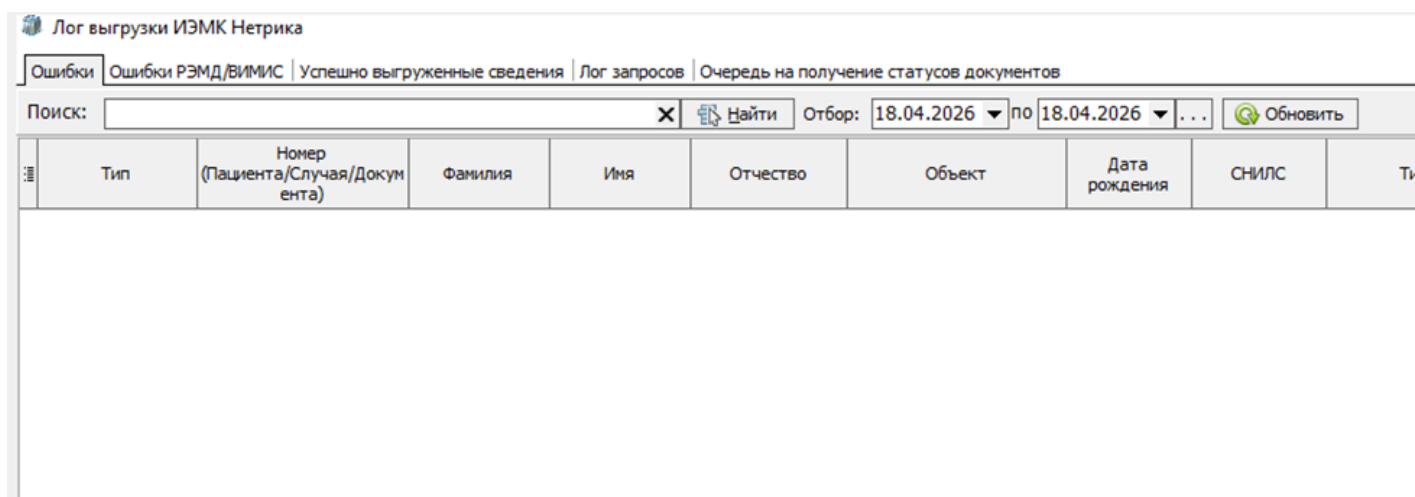 Лог выгрузки ИЭМК Нетрика
Ошибки Ошибки РЭМД/ВИМИС Успешно выгруженные сведения Лог запросов Очередь на получение статусов документов
Поиск: Найти Отбор: 18.04.2026 по 18.04.2026 ... Обновить
Тип
Номер
(Пациента/Случая/Докум
ента)
Фамилия
Имя
Отчество
Объект
Дата
рождения
СНИЛС